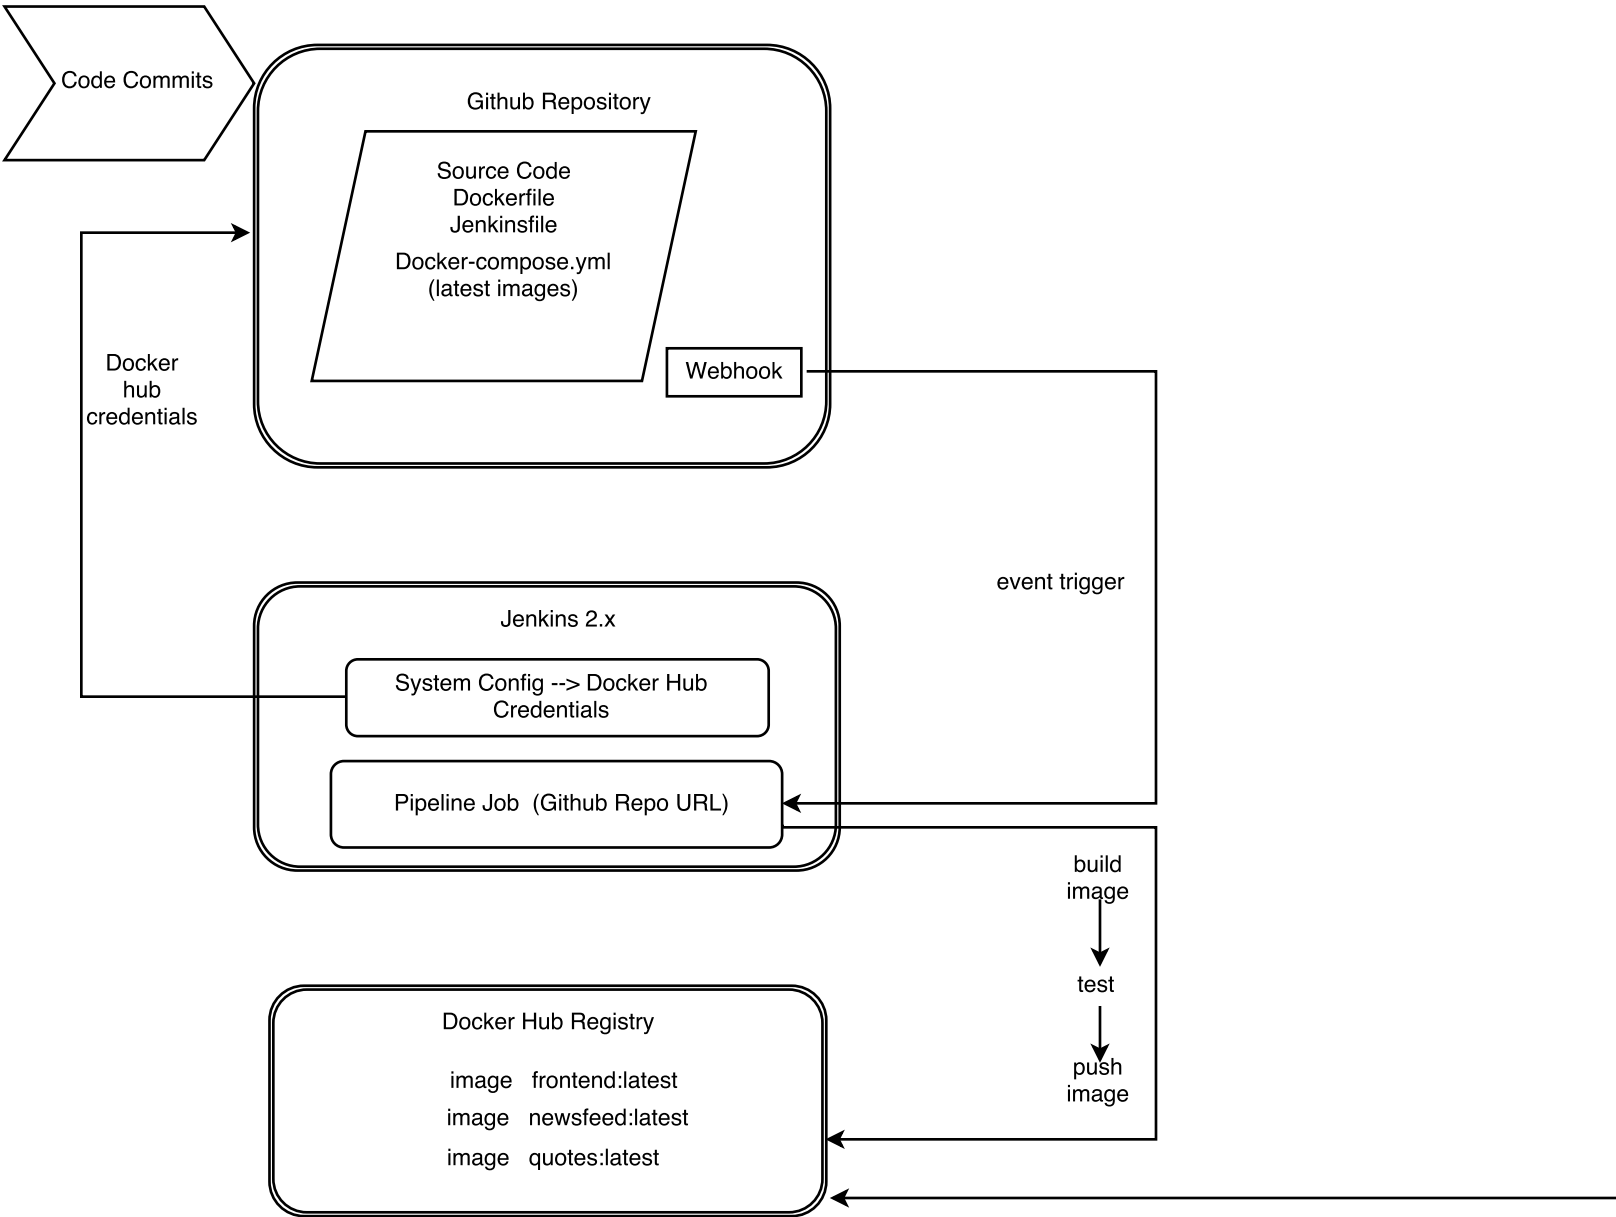 Code Commits
Github Repository
Source Code
Dockerfile
Jenkinsfile
Docker-compose.yml
(latest images)
Webhook
Docker
hub
credentials
event trigger
Jenkins 2.x
System Config --> Docker Hub
Credentials
Pipeline Job  (Github Repo URL)
build
image
test
push
image
Docker Hub Registry
image   frontend:latest
image   newsfeed:latest
image   quotes:latest